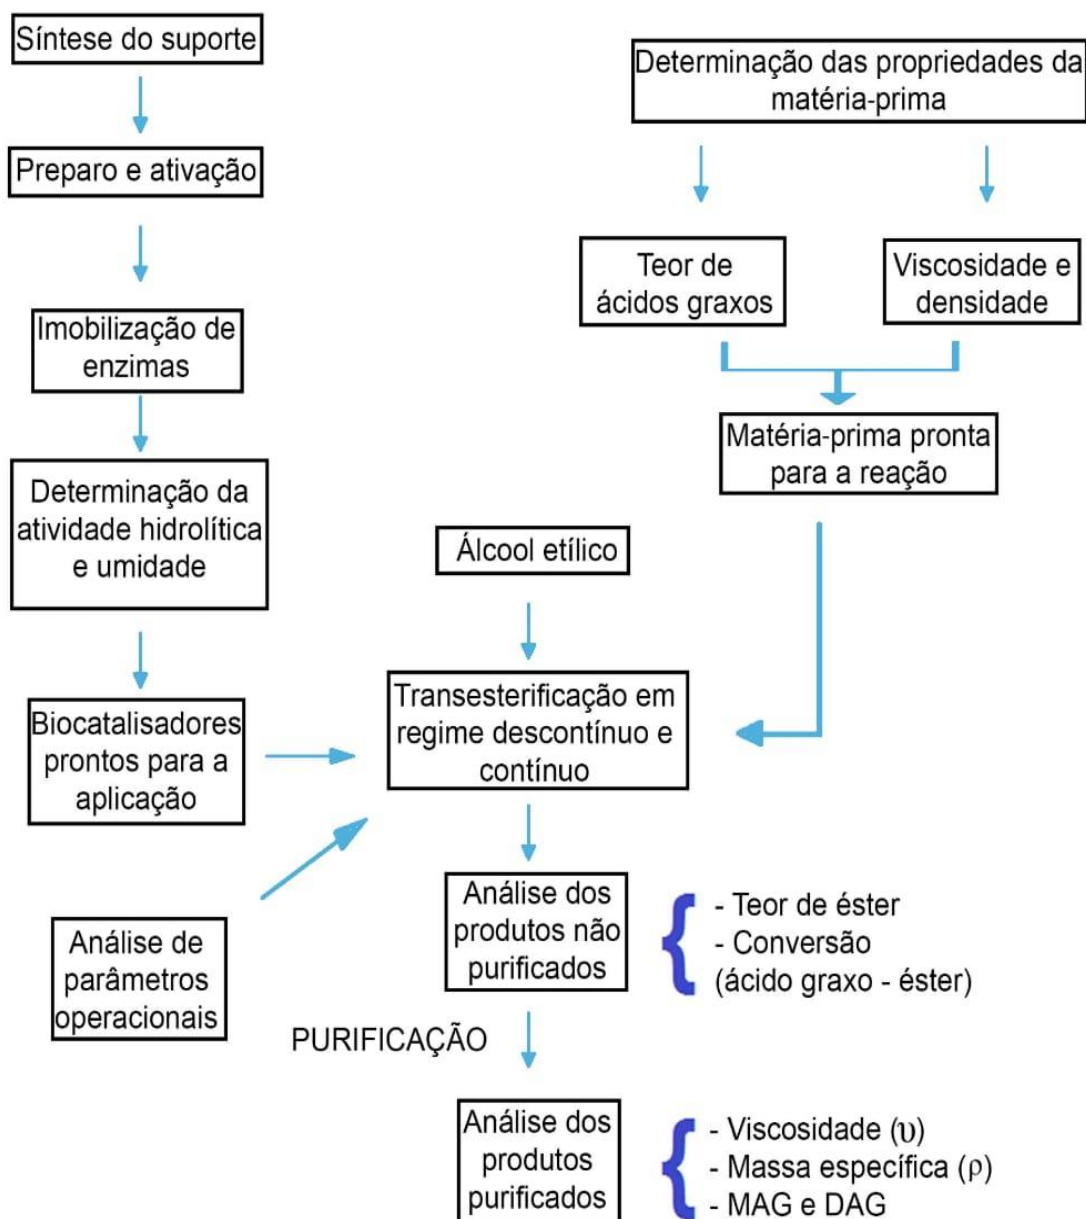 Síntese do suporte
Preparo e ativação
Imobilização de
enzimas
Determinação da
atividade hidrolítica
e umidade
Biocatalisadores
prontos para a
aplicação
Análise de
parâmetros
operacionais
Determinação das propriedades da
matéria-prima
Teor de
ácidos graxos
Viscosidade e
densidade
Matéria-prima pronta
para a reação
Álcool etílico
Transesterificação em
regime descontínuo e
contínuo
Análise dos
produtos não
purificados
- Teor de éster
- Conversão
(ácido graxo - éster)
PURIFICAÇÃO
Análise dos
produtos
purificados
- Viscosidade (υ)
- Massa específica (ρ)
- MAG e DAG